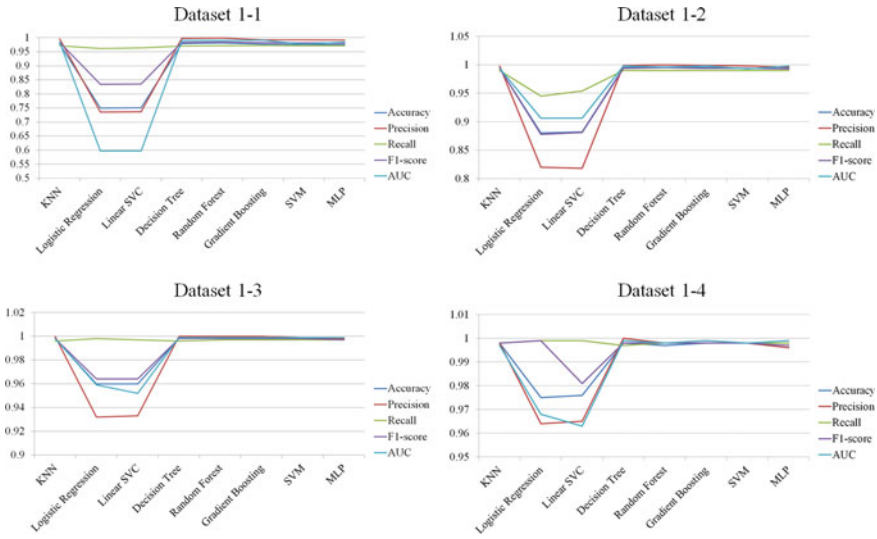 Dataset 1-1
1
0.95
0.9
0.85
0.8
0.75
0.7
0.65
0.6
0.55
0.5
KNN
Logistic Regression
Linear SVC
Decision Tree
Random Forest
Gradient Boosting
SVM
MLP
Accuracy
Precision
Recall
F1-score
AUC
Dataset 1-2
1.05
1
0.95
0.9
0.85
0.8
KNN
Logistic Regression
Linear SVC
Decision Tree
Random Forest
Gradient Boosting
SVM
MLP
Accuracy
Precision
Recall
F1-score
AUC
Dataset 1-3
1.02
1
0.98
0.96
0.94
0.92
0.9
KNN
Logistic Regression
Linear SVC
Decision Tree
Random Forest
Gradient Boosting
SVM
MLP
Accuracy
Precision
Recall
F1-score
AUC
Dataset 1-4
1.01
1
0.99
0.98
0.97
0.96
0.95
KNN
Logistic Regression
Linear SVC
Decision Tree
Random Forest
Gradient Boosting
SVM
MLP
Accuracy
Precision
Recall
F1-score
AUC